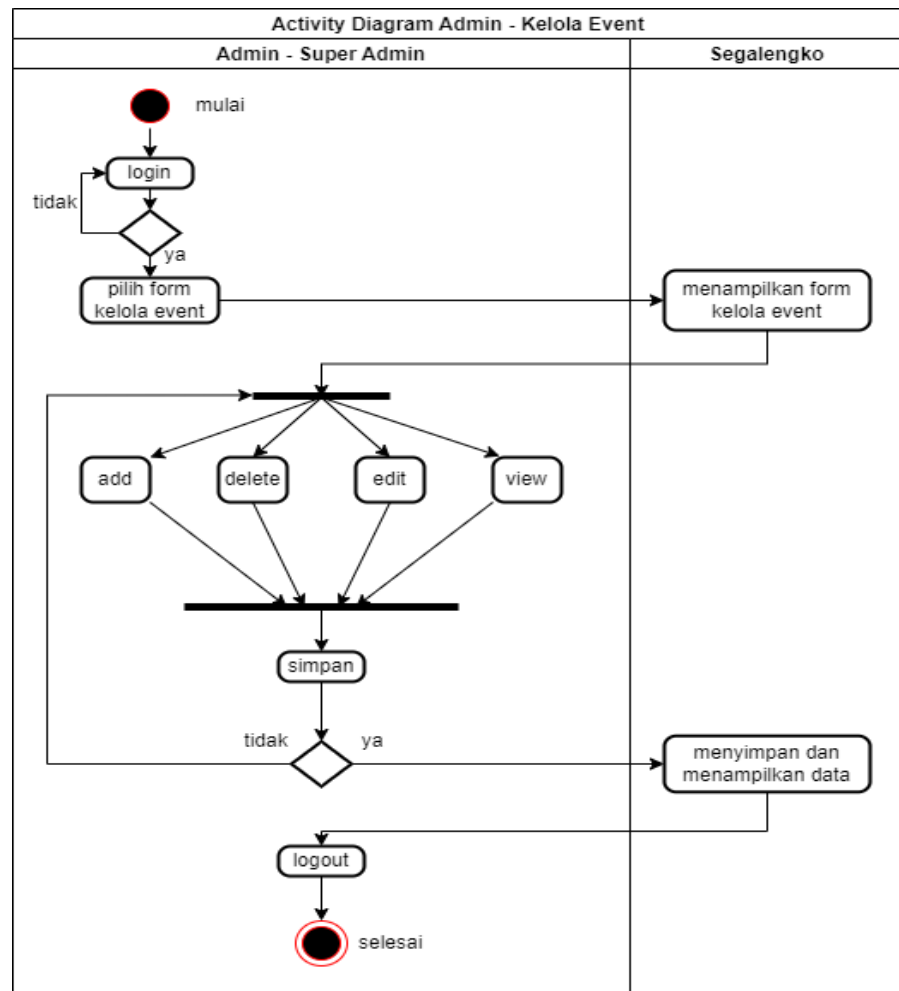 Activity Diagram Admin - Kelola Event
Admin - Super Admin
Segalengko
mulai
login
tidak
ya
pilih form
kelola event
menampilkan form
kelola event
add
delete
edit
view
simpan
tidak
ya
menyimpan dan
menampilkan data
logout
selesai